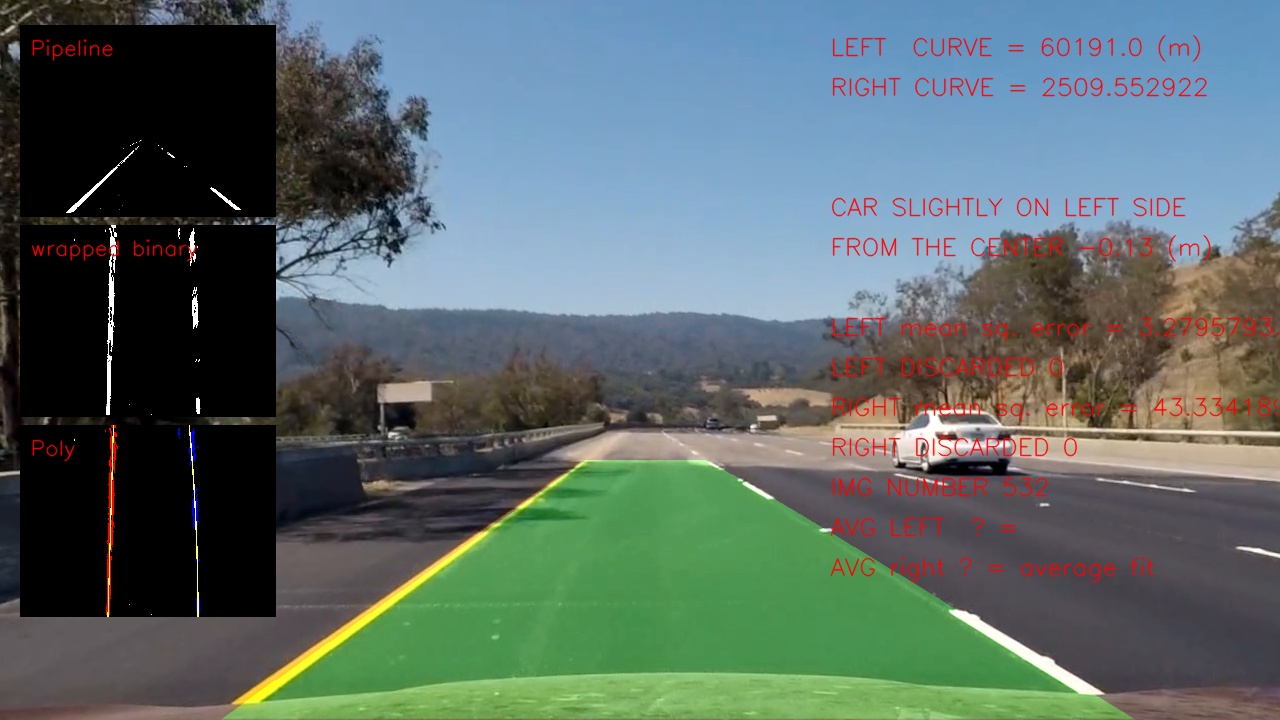 Pipeline
wrapped binary
Poly
LEFT CURVE = 60191.0 (m)
RIGHT CURVE = 2509.552922
CAR SLIGHTLY ON LEFT SIDE
FROM THE CENTER -0.13 (m)
LEFT mean sq. error = 3.2795793
LEFT DISCARDED 0
RIGHT mean sq. error = 43.334180
RIGHT DISCARDED 0
IMG NUMBER 532
AVG LEFT ? =
AVG right ? = average fit